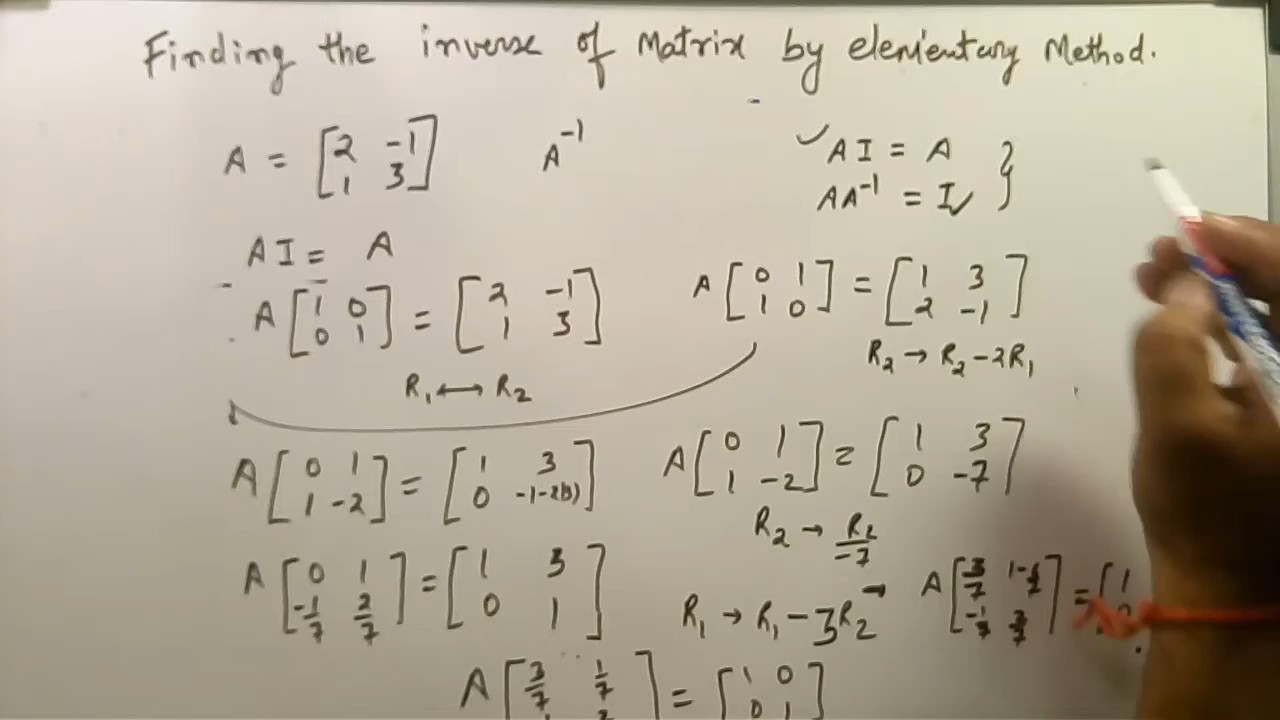 Finding the inverse of Matrix by elementary Method.
A = [2 -1
1 3]
A⁻¹
✓AI = A
AA⁻¹ = I✓ }
AI = A
A [1 0
0 1] = [2 -1
1 3]
R₁ ⟷ R₂
A [0 1
1 0] = [1 3
2 -1]
R₂ → R₂ - 2R₁
A [0 1
1 -2] = [1 3
0 -1-2(3)]
A [0 1
1 -2] = [1 3
0 -7]
R₂ → R₂/-7
A [0 1
-1/7 2/7] = [1 3
0 1]
R₁ → R₁ - 3R₂ →
A [3/7
-1/7 2/7] = [1
A [3/7 1/7
] = [1 0
0 1]